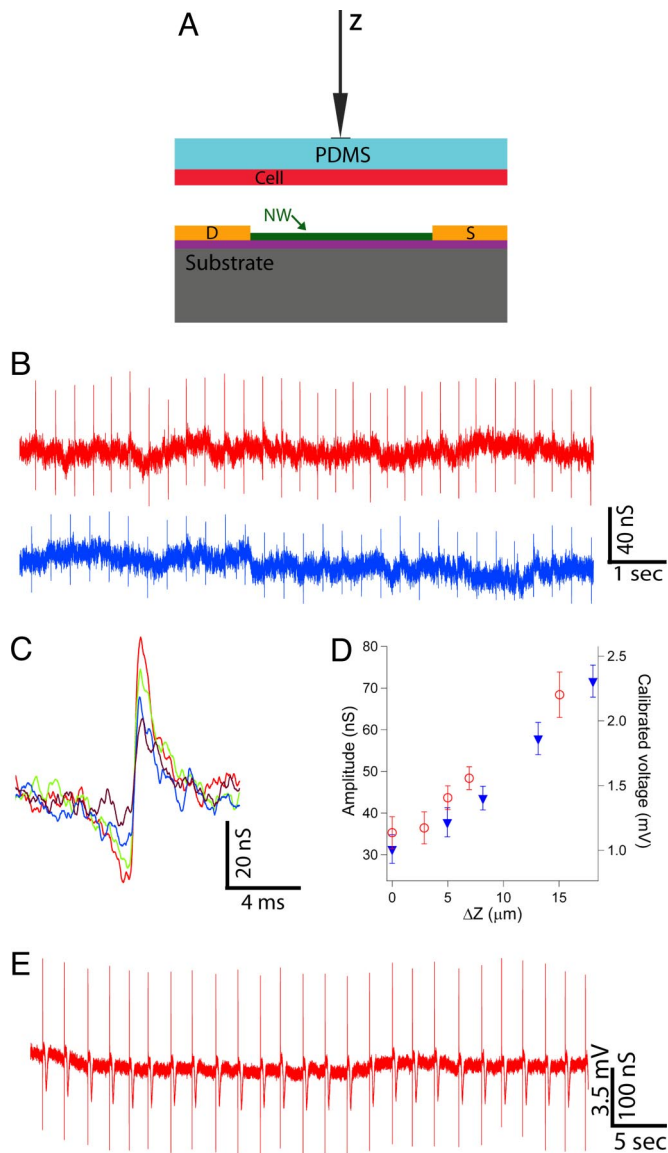 A
Z
PDMS
Cell
NW
D
S
Substrate
B
40 nS
1 sec
C
20 nS
4 ms
D
Amplitude (nS)
80
70
60
50
40
30
0
5
10
15
ΔZ (μm)
2.5
2.0
1.5
1.0
Calibrated voltage (mV)
E
3.5 mV
100 nS
5 sec